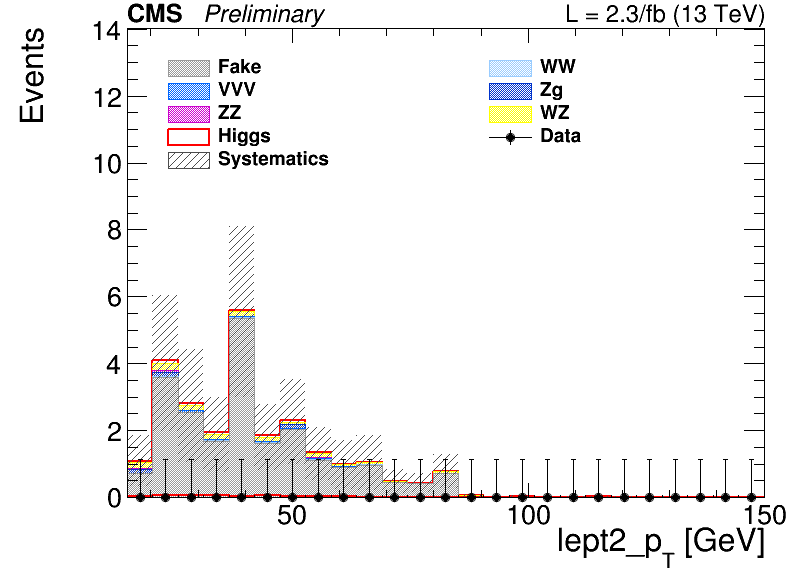 CMS Preliminary L = 2.3/fb (13 TeV)
Events
14
12
10
8
6
4
2
0
Fake
VVV
ZZ
Higgs
Systematics
WW
Zg
WZ
Data
50 100 150
lept2_p_T [GeV]